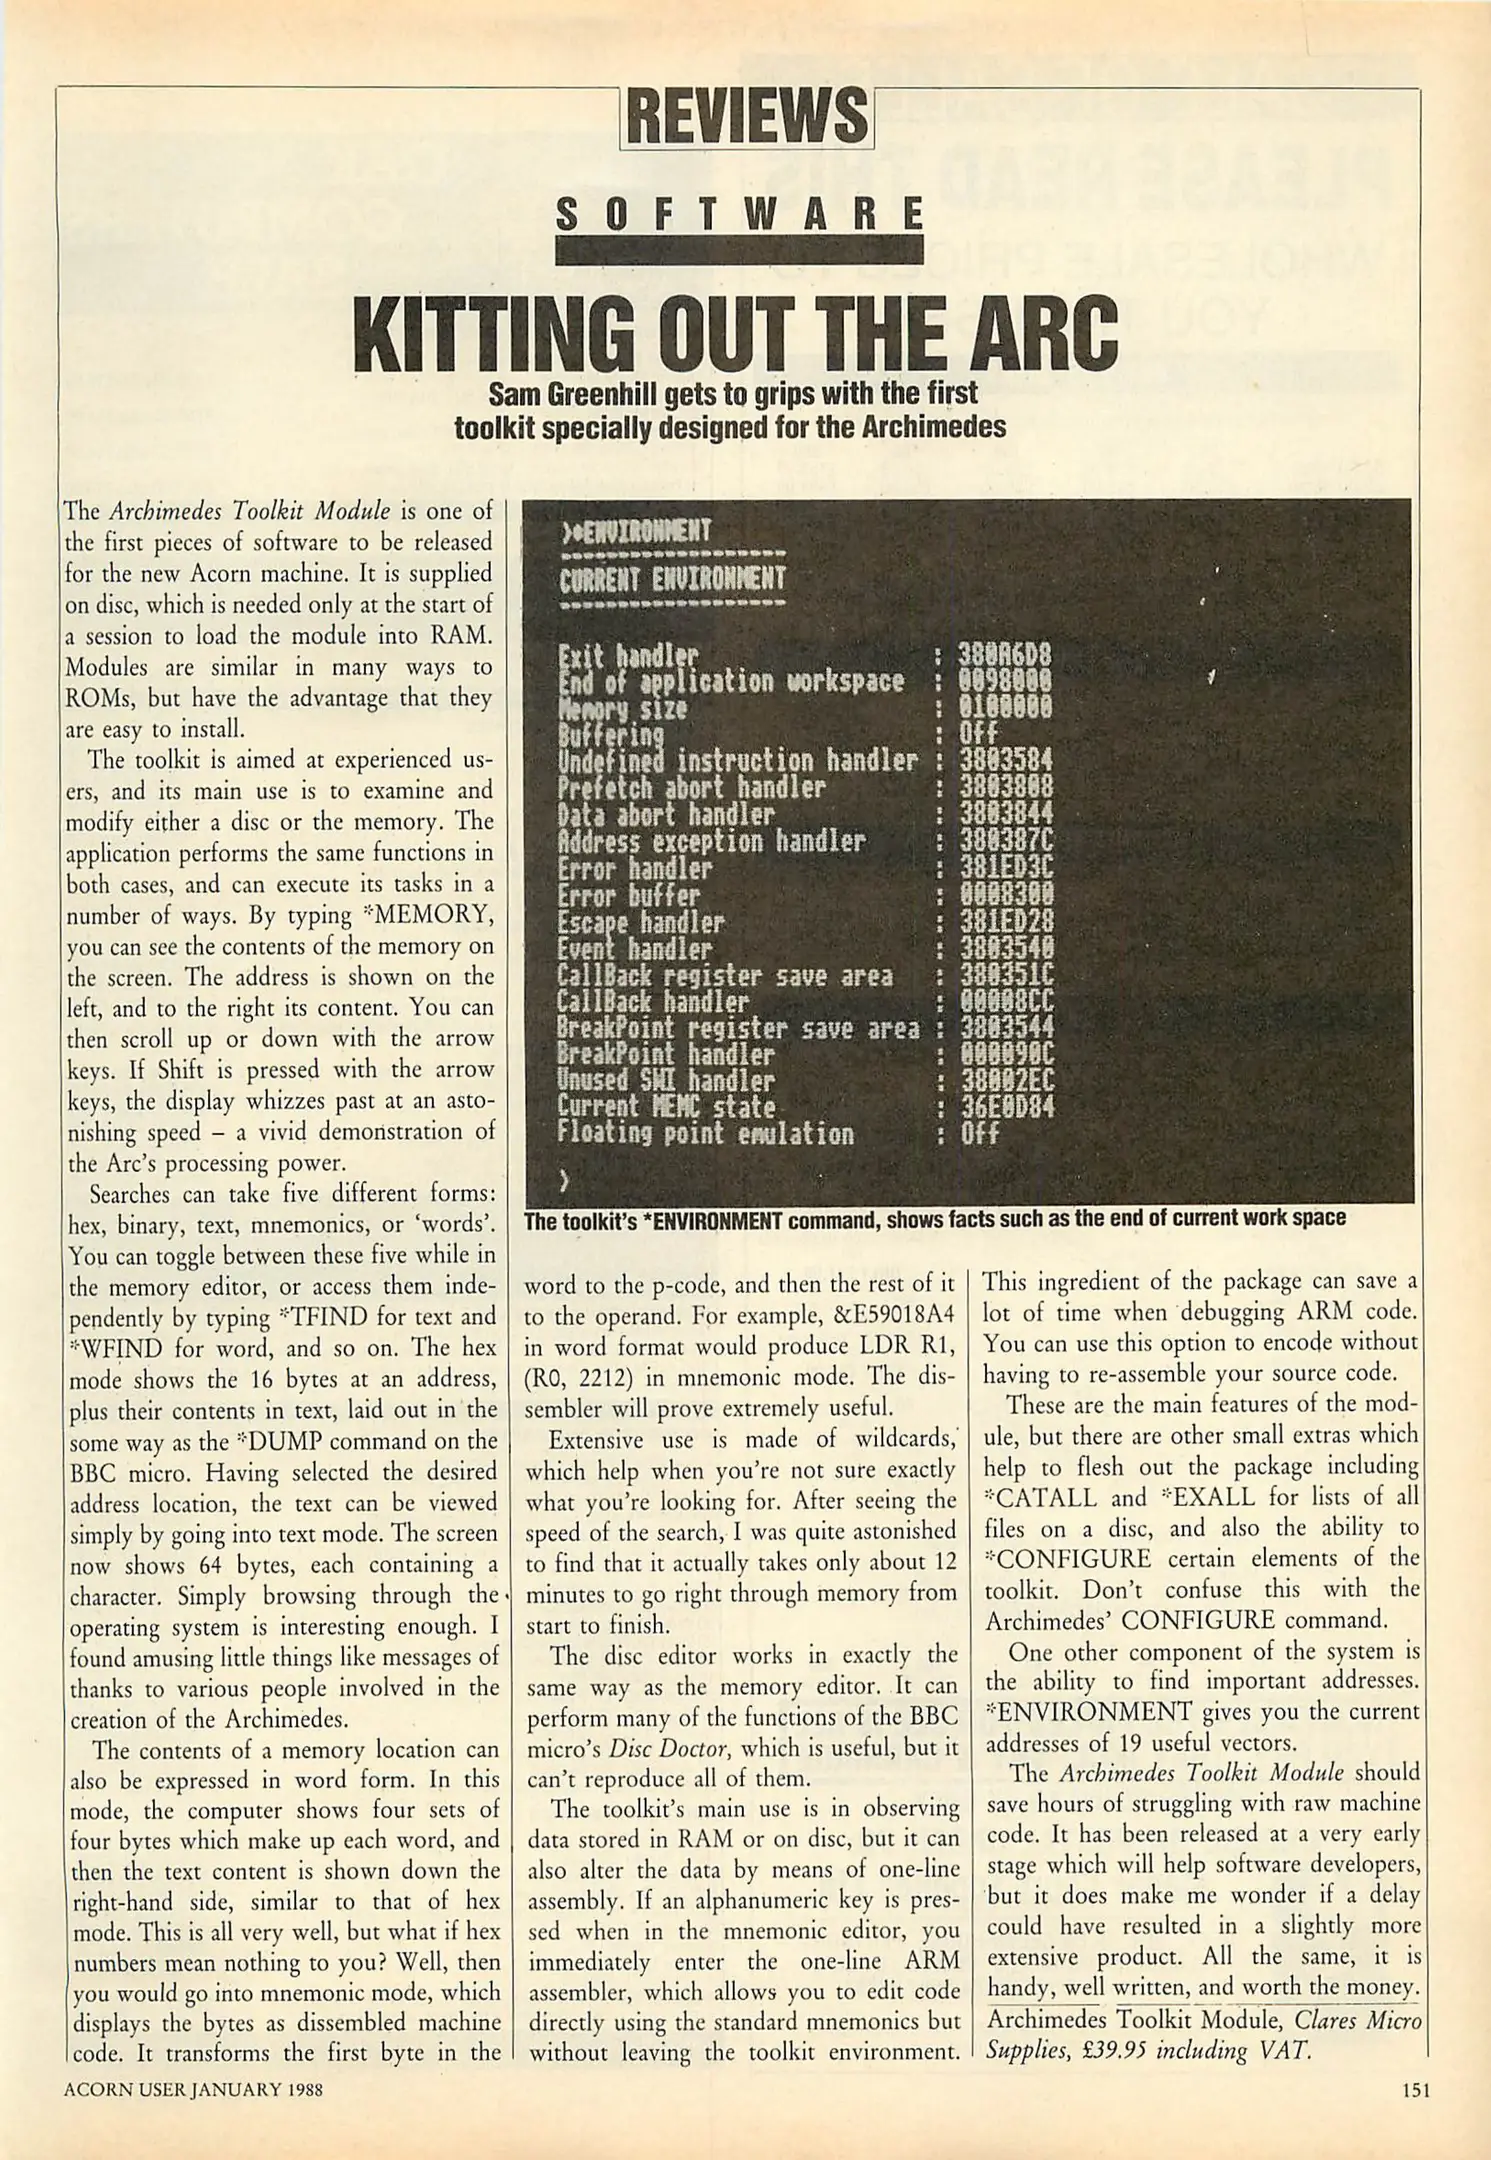 REVIEWS
SOFTWARE
KITTING OUT THE ARC
Sam Greenhill gets to grips with the first
toolkit specially designed for the Archimedes
The Archimedes Toolkit Module is one of
the first pieces of software to be released
for the new Acorn machine. It is supplied
on disc, which is needed only at the start of
a session to load the module into RAM.
Modules are similar in many ways to
ROMs, but have the advantage that they
are easy to install.
The toolkit is aimed at experienced us-
ers, and its main use is to examine and
modify either a disc or the memory. The
application performs the same functions in
both cases, and can execute its tasks in a
number of ways. By typing *MEMORY,
you can see the contents of the memory on
the screen. The address is shown on the
left, and to the right its content. You can
then scroll up or down with the arrow
keys. If Shift is pressed with the arrow
keys, the display whizzes past at an asto-
nishing speed – a vivid demonstration of
the Arc's processing power.
Searches can take five different forms:
hex, binary, text, mnemonics, or 'words'.
You can toggle between these five while in
the memory editor, or access them inde-
pendently by typing *TFIND for text and
*WFIND for word, and so on. The hex
mode shows the 16 bytes at an address,
plus their contents in text, laid out in the
some way as the *DUMP command on the
BBC micro. Having selected the desired
address location, the text can be viewed
simply by going into text mode. The screen
now shows 64 bytes, each containing a
character. Simply browsing through the
operating system is interesting enough. I
found amusing little things like messages of
thanks to various people involved in the
creation of the Archimedes.
The contents of a memory location can
also be expressed in word form. In this
mode, the computer shows four sets of
four bytes which make up each word, and
then the text content is shown down the
right-hand side, similar to that of hex
mode. This is all very well, but what if hex
numbers mean nothing to you? Well, then
you would go into mnemonic mode, which
displays the bytes as dissembled machine
code. It transforms the first byte in the
>*ENVIRONMENT
--------------------
CURRENT ENVIRONMENT
--------------------
Exit handler : 380A6D8
End of application workspace : 0098000
Memory size : 0100000
Buffering : Off
Undefined instruction handler : 3803584
Prefetch abort handler : 3803808
Data abort handler : 3803844
Address exception handler : 380387C
Error handler : 381ED3C
Error buffer : 0008300
Escape handler : 381ED28
Event handler : 3803540
CallBack register save area : 380351C
CallBack handler : 00008CC
BreakPoint register save area : 3803544
BreakPoint handler : 000090C
Unused SWI handler : 38002EC
Current MEMC state : 36E0D84
Floating point emulation : Off
>
The toolkit's *ENVIRONMENT command, shows facts such as the end of current work space
word to the p-code, and then the rest of it
to the operand. For example, &E59018A4
in word format would produce LDR R1,
(R0, 2212) in mnemonic mode. The dis-
sembler will prove extremely useful.
Extensive use is made of wildcards,
which help when you're not sure exactly
what you're looking for. After seeing the
speed of the search, I was quite astonished
to find that it actually takes only about 12
minutes to go right through memory from
start to finish.
The disc editor works in exactly the
same way as the memory editor. It can
perform many of the functions of the BBC
micro's Disc Doctor, which is useful, but it
can't reproduce all of them.
The toolkit's main use is in observing
data stored in RAM or on disc, but it can
also alter the data by means of one-line
assembly. If an alphanumeric key is pres-
sed when in the mnemonic editor, you
immediately enter the one-line ARM
assembler, which allows you to edit code
directly using the standard mnemonics but
without leaving the toolkit environment.
This ingredient of the package can save a
lot of time when debugging ARM code.
You can use this option to encode without
having to re-assemble your source code.
These are the main features of the mod-
ule, but there are other small extras which
help to flesh out the package including
*CATALL and *EXALL for lists of all
files on a disc, and also the ability to
*CONFIGURE certain elements of the
toolkit. Don't confuse this with the
Archimedes' CONFIGURE command.
One other component of the system is
the ability to find important addresses.
*ENVIRONMENT gives you the current
addresses of 19 useful vectors.
The Archimedes Toolkit Module should
save hours of struggling with raw machine
code. It has been released at a very early
stage which will help software developers,
but it does make me wonder if a delay
could have resulted in a slightly more
extensive product. All the same, it is
handy, well written, and worth the money.
Archimedes Toolkit Module, Clares Micro
Supplies, £39.95 including VAT.
ACORN USER JANUARY 1988
151